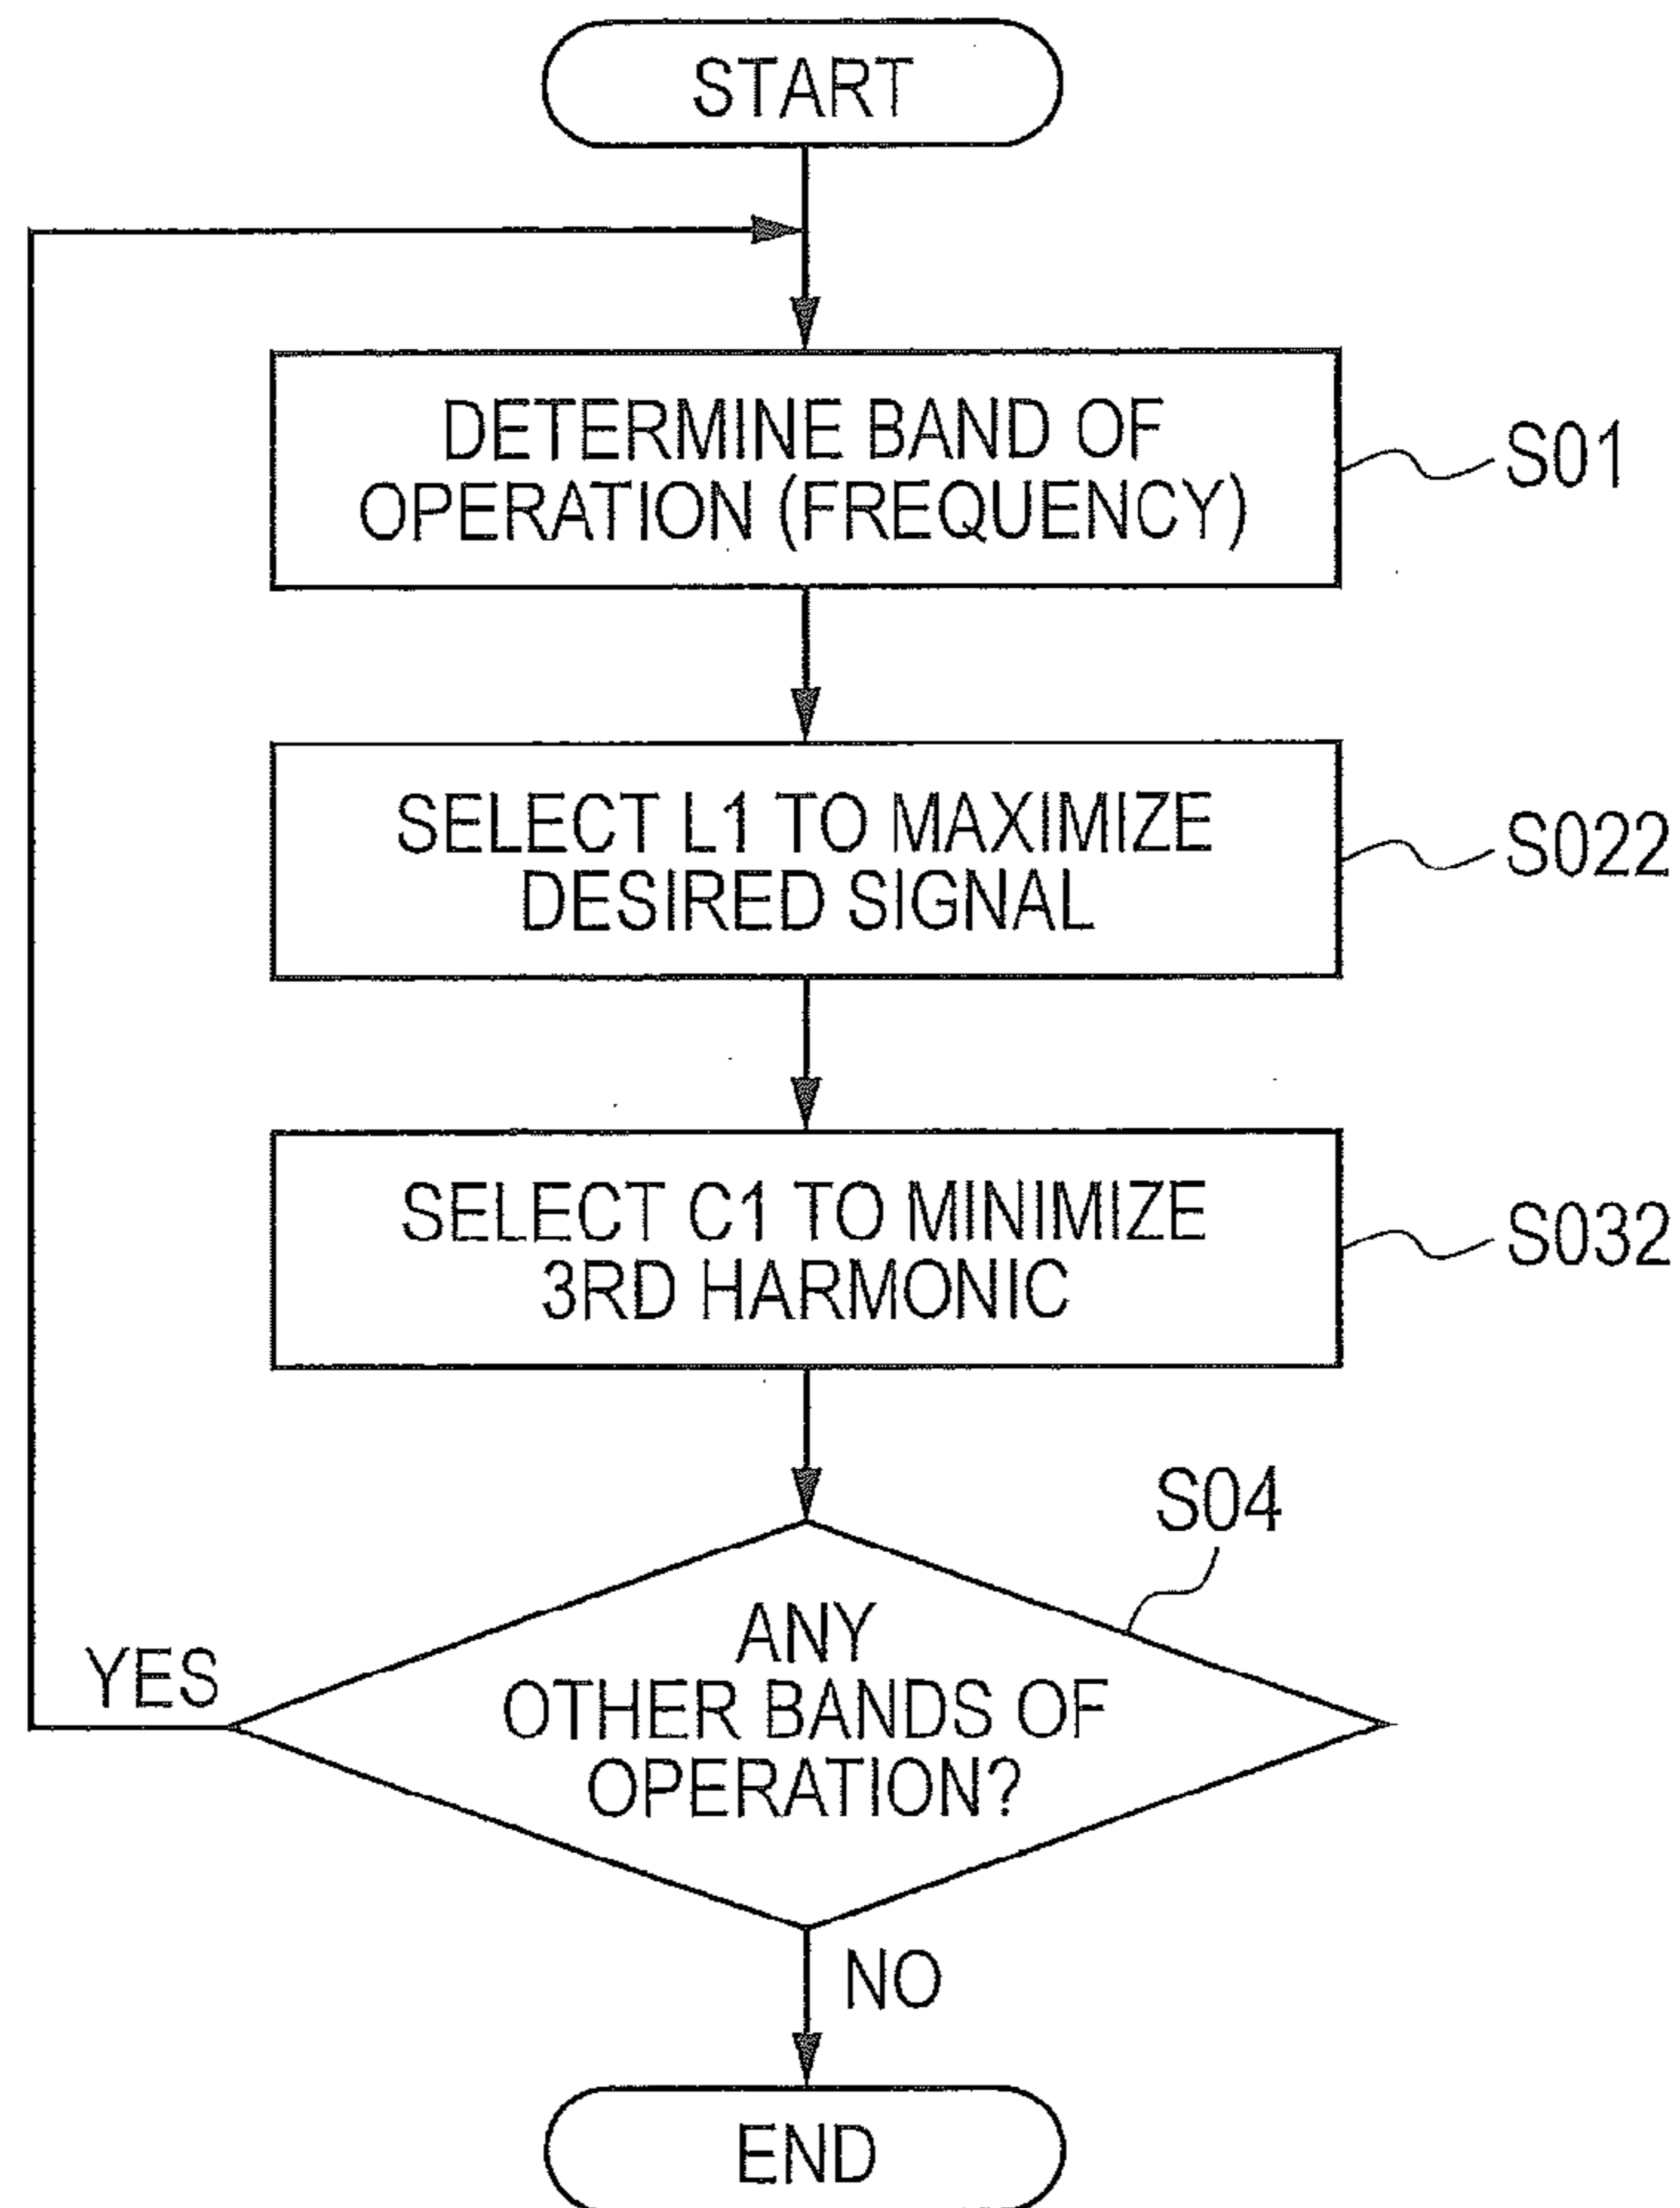 START
DETERMINE BAND OF
OPERATION (FREQUENCY)
S01
SELECT L1 TO MAXIMIZE
DESIRED SIGNAL
S022
SELECT C1 TO MINIMIZE
3RD HARMONIC
S032
S04
ANY
OTHER BANDS OF
OPERATION?
YES
NO
END